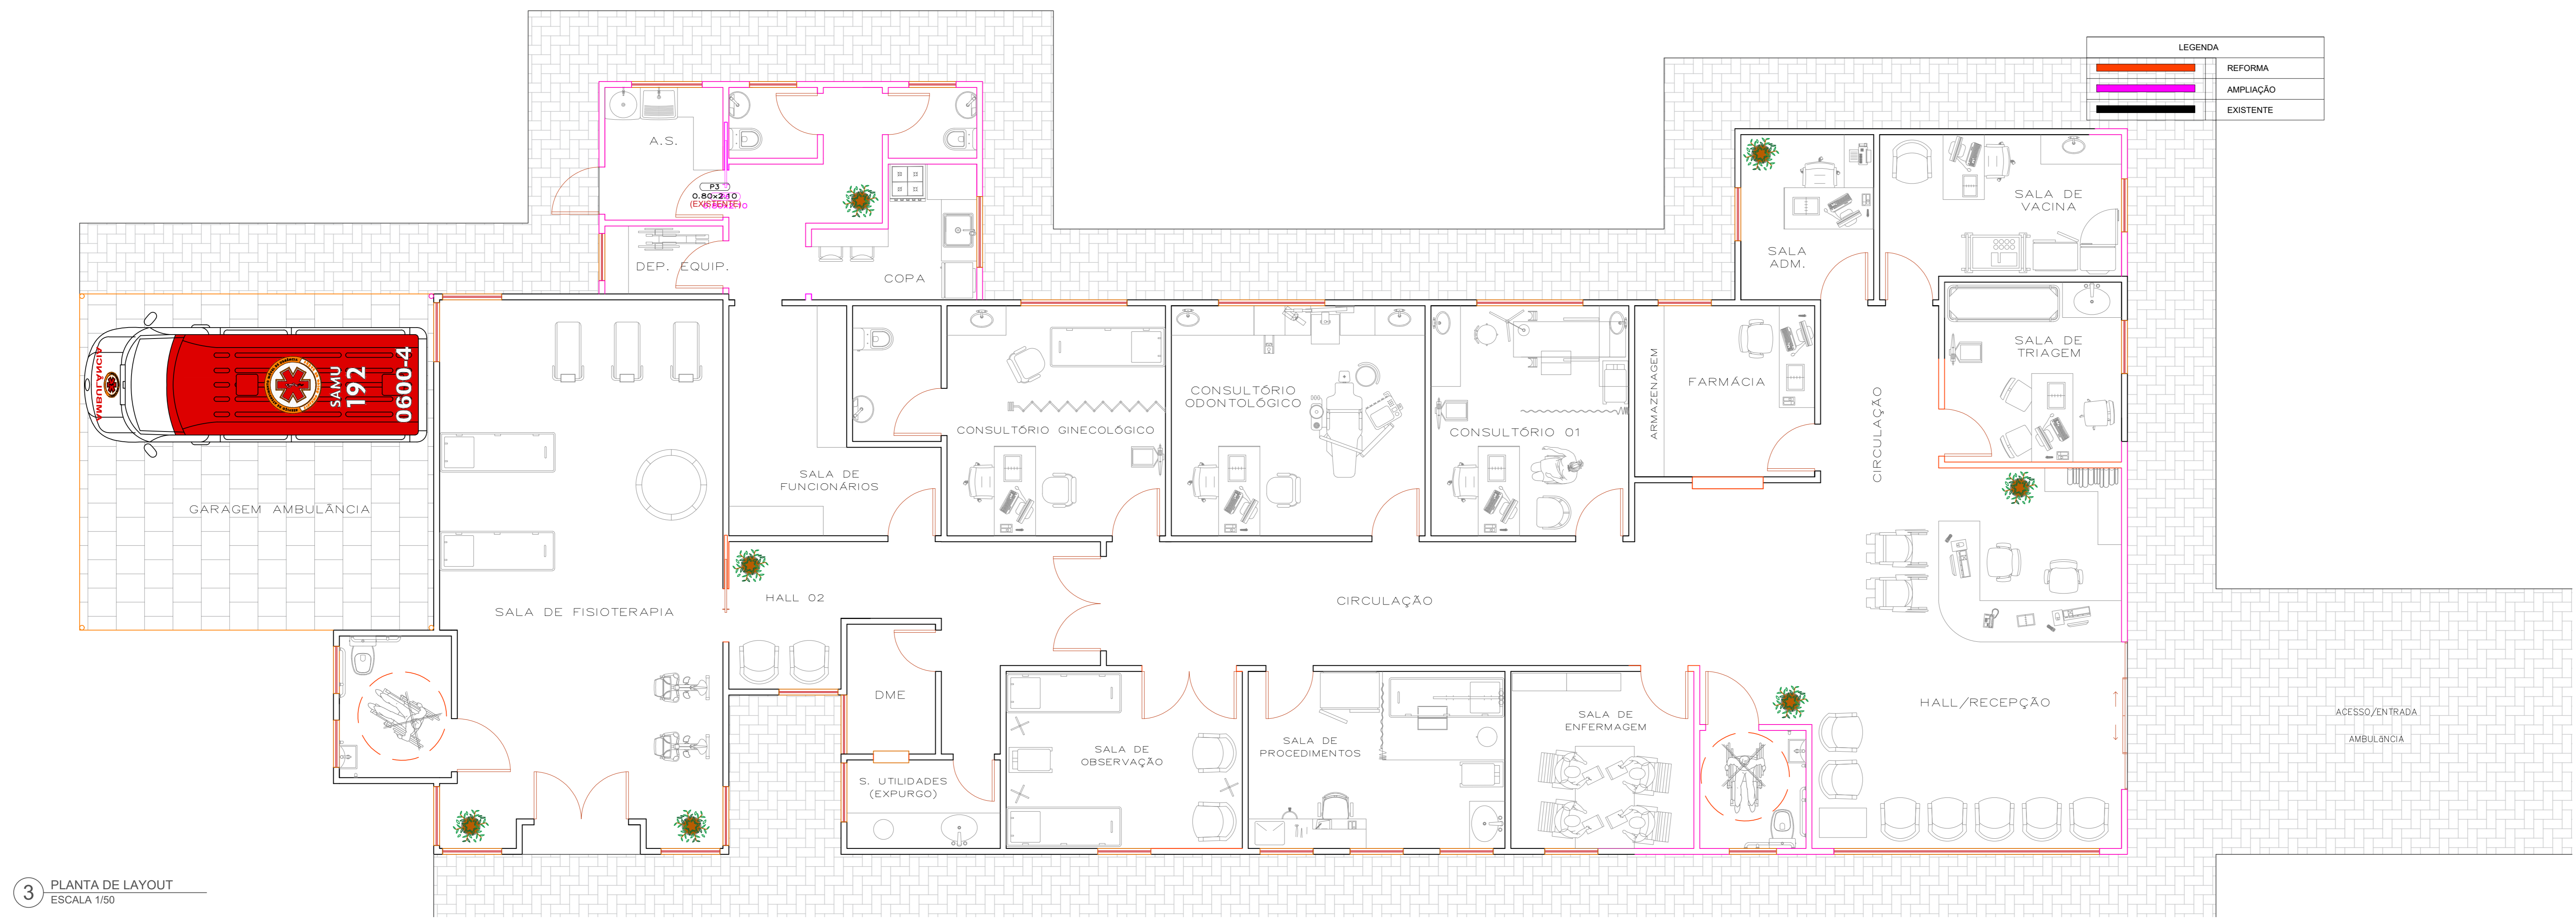 LEGENDA
REFORMA
AMPLIAÇÃO
EXISTENTE
A.S.
P3
0.80x2.10
(EXISTENTE)
DEP. EQUIP.
COPA
SALA
ADM.
SALA DE
VACINA
SALA DE
TRIAGEM
AMBULÂNCIA
SAMU
192
0600-4
GARAGEM AMBULÂNCIA
SALA DE FISIOTERAPIA
SALA DE
FUNCIONÁRIOS
CONSULTÓRIO GINECOLÓGICO
CONSULTÓRIO
ODONTOLÓGICO
CONSULTÓRIO 01
ARMAZENAGEM
FARMÁCIA
CIRCULAÇÃO
HALL 02
CIRCULAÇÃO
DME
S. UTILIDADES
(EXPURGO)
SALA DE
OBSERVAÇÃO
SALA DE
PROCEDIMENTOS
SALA DE
ENFERMAGEM
HALL/RECEPÇÃO
ACESSO/ENTRADA
AMBULâNCIA
3
PLANTA DE LAYOUT
ESCALA 1/50